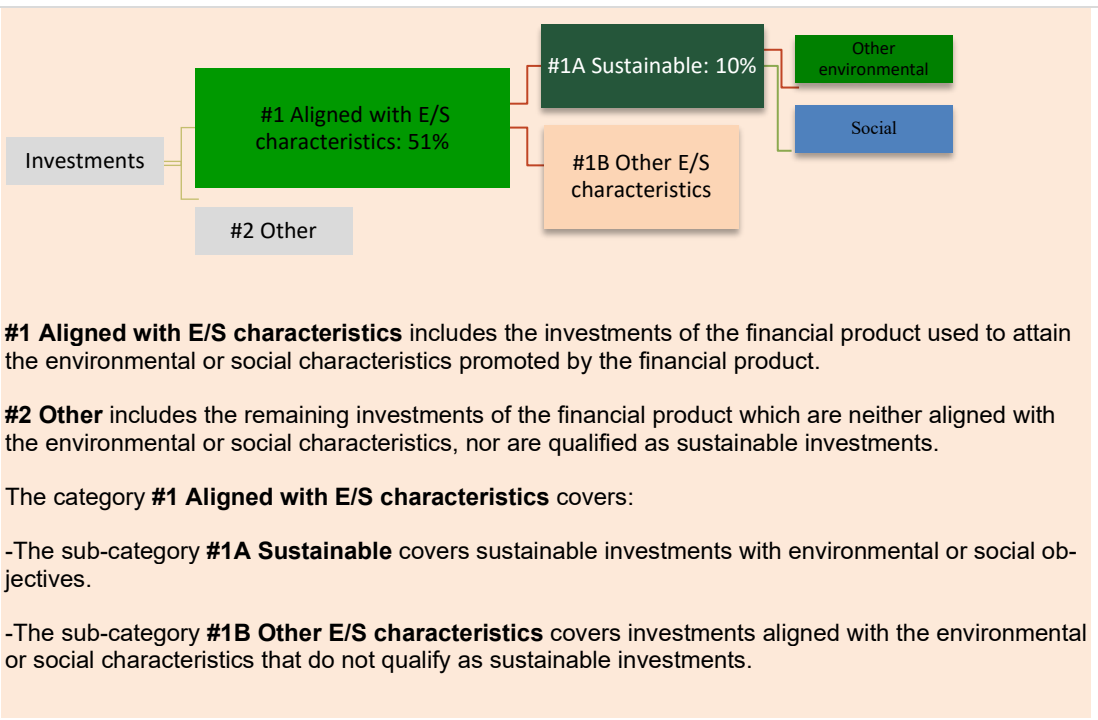 Investments
#1 Aligned with E/S
characteristics: 51%
#2 Other
#1A Sustainable: 10%
#1B Other E/S
characteristics
Other
environmental
Social
#1 Aligned with E/S characteristics includes the investments of the financial product used to attain
the environmental or social characteristics promoted by the financial product.
#2 Other includes the remaining investments of the financial product which are neither aligned with
the environmental or social characteristics, nor are qualified as sustainable investments.
The category #1 Aligned with E/S characteristics covers:
-The sub-category #1A Sustainable covers sustainable investments with environmental or social ob-
jectives.
-The sub-category #1B Other E/S characteristics covers investments aligned with the environmental
or social characteristics that do not qualify as sustainable investments.